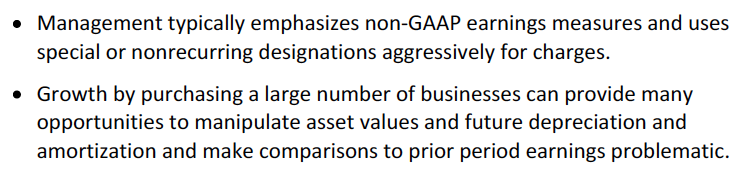 • Management typically emphasizes non-GAAP earnings measures and uses
special or nonrecurring designations aggressively for charges.
• Growth by purchasing a large number of businesses can provide many
opportunities to manipulate asset values and future depreciation and
amortization and make comparisons to prior period earnings problematic.